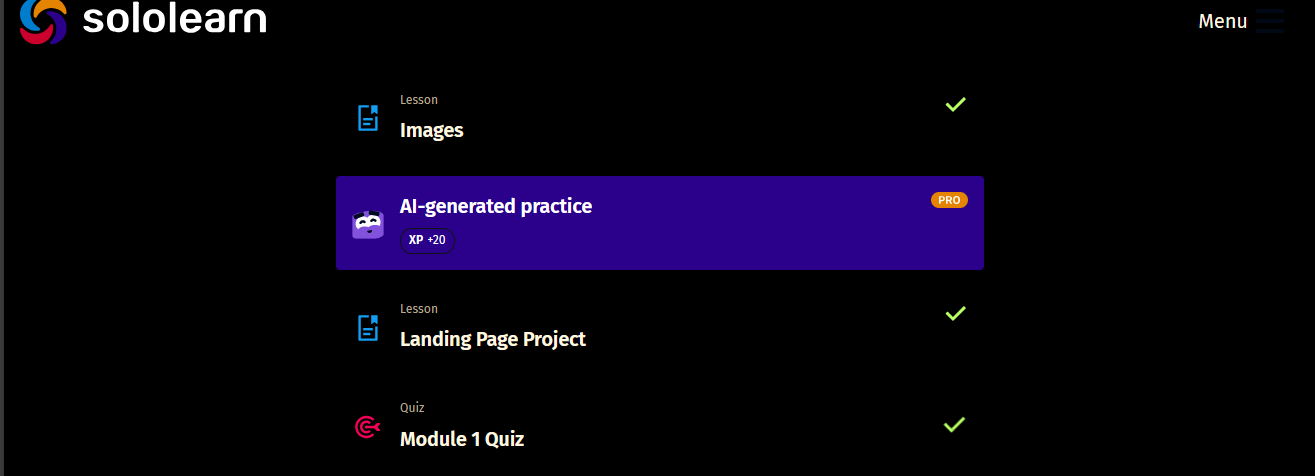 sololearn
Menu
Lesson
Images
AI-generated practice
PRO
XP +20
Lesson
Landing Page Project
Quiz
Module 1 Quiz